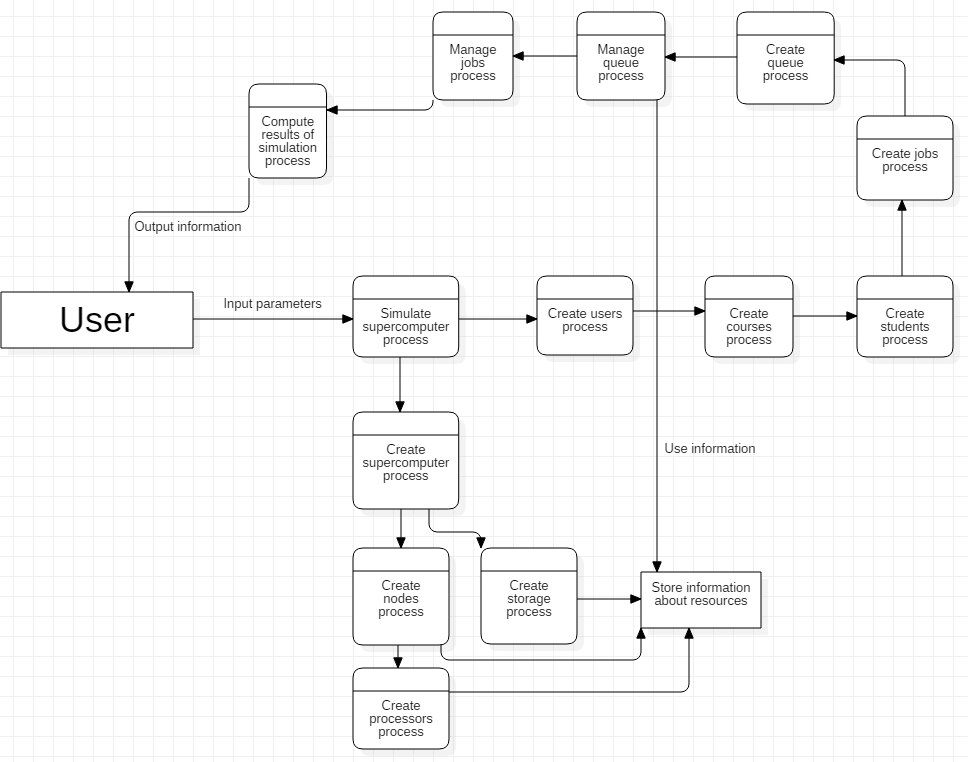 Manage
jobs
process
Manage
queue
process
Create
queue
process
Compute
results of
simulation
process
Create jobs
process
Output information
User
Input parameters
Simulate
supercomputer
process
Create users
process
Create
courses
process
Create
students
process
Create
supercomputer
process
Use information
Create
nodes
process
Create
storage
process
Store information
about resources
Create
processors
process